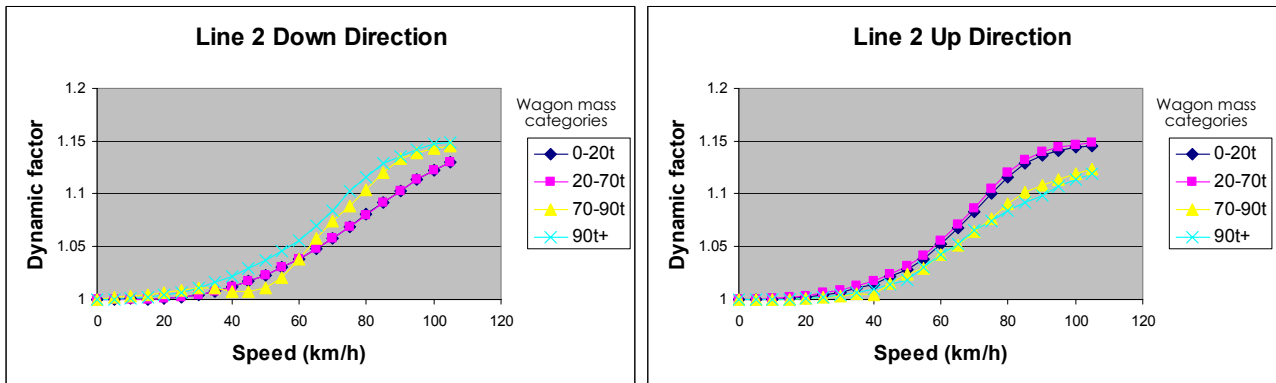 Line 2 Down Direction
Dynamic factor
1.2
1.15
1.1
1.05
1
0 20 40 60 80 100 120
Speed (km/h)
Wagon mass
categories
0-20t
20-70t
70-90t
90t+
Line 2 Up Direction
Dynamic factor
1.2
1.15
1.1
1.05
1
0 20 40 60 80 100 120
Speed (km/h)
Wagon mass
categories
0-20t
20-70t
70-90t
90t+